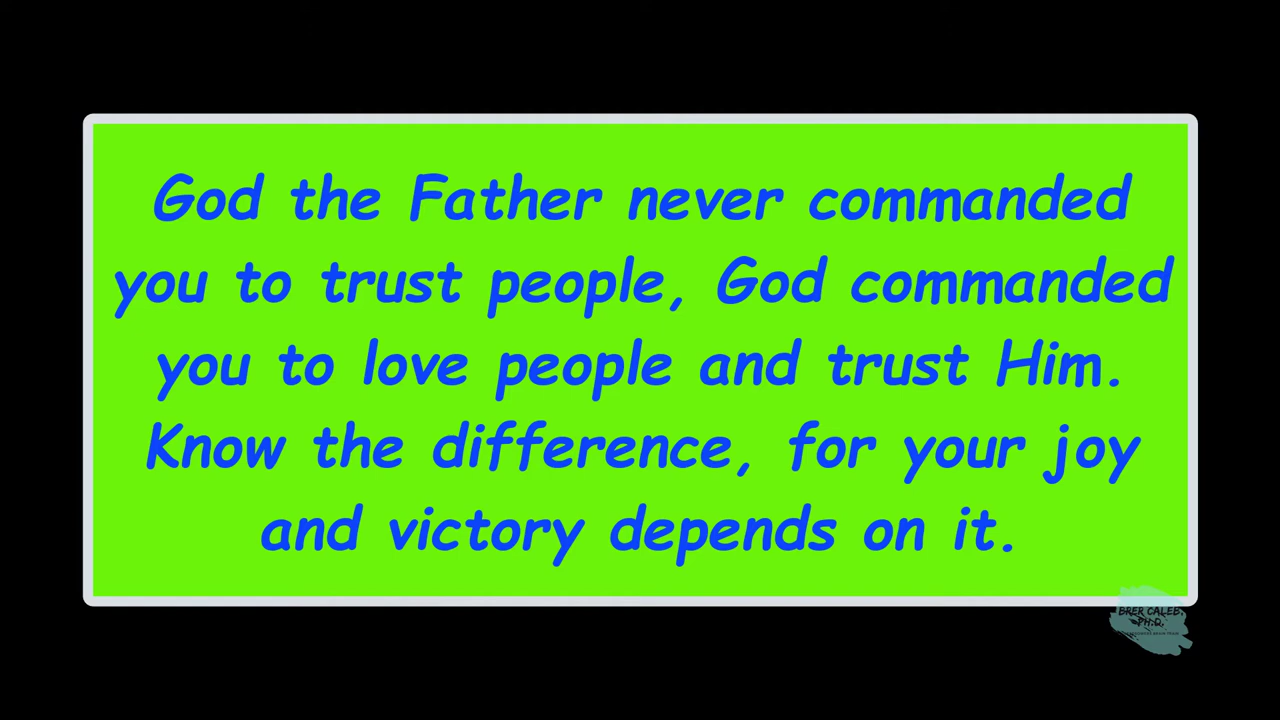 God the Father never commanded
you to trust people, God commanded
you to love people and trust Him.
Know the difference, for your joy
and victory depends on it.
BRER CALEB,
PH.D.